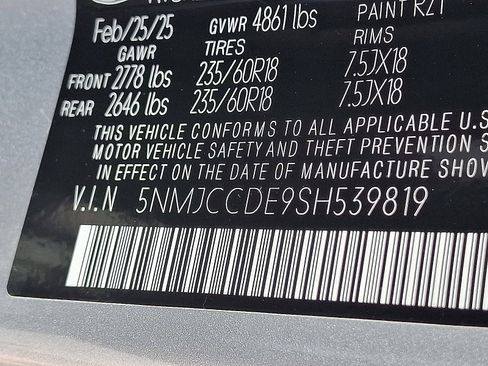 PAINT RZ1
Feb/25/25 GVWR 4861 lbs
GAWR TIRES RIMS
FRONT 2778 lbs 235/60R18 7.5JX18
REAR 2646 lbs 235/60R18 7.5JX18
THIS VEHICLE CONFORMS TO ALL APPLICABLE U.S
MOTOR VEHICLE SAFETY AND THEFT PREVENTION S
IN EFFECT ON THE DATE OF MANUFACTURE SHOW
V.I.N 5NMJCCDE9SH539819